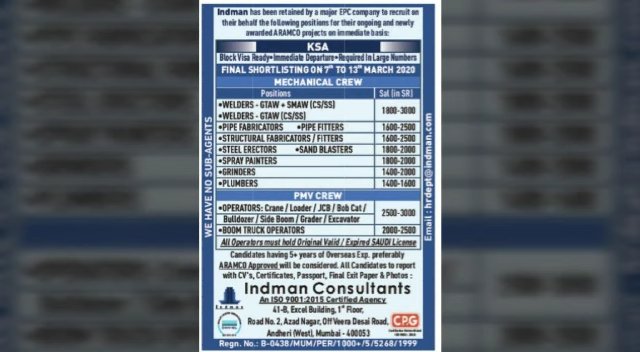 Indman has been retained by a major EPC company to recruit on
their behalf the following positions for their ongoing and newly
awarded ARAMCO projects on immediate basis:
KSA
Block Visa Ready•Immediate Departure•Required In Large Numbers
FINAL SHORTLISTING ON 7th TO 13th MARCH 2020
MECHANICAL CREW
Positions Sal (in SR)
•WELDERS - GTAW + SMAW (CS/SS)
•WELDERS - GTAW (CS/SS) 1800-3000
•PIPE FABRICATORS •PIPE FITTERS 1600-2500
•STRUCTURAL FABRICATORS / FITTERS 1600-2500
•STEEL ERECTORS •SAND BLASTERS 1800-2000
•SPRAY PAINTERS 1800-2000
•GRINDERS 1400-2000
•PLUMBERS 1400-1600
PMV CREW
•OPERATORS: Crane / Loader / JCB / Bob Cat /
Bulldozer / Side Boom / Grader / Excavator 2500-3000
•BOOM TRUCK OPERATORS 2000-2500
All Operators must hold Original Valid / Expired SAUDI License
WE HAVE NO SUB-AGENTS
Email : hrdept@indman.com
Candidates having 5+ years of Overseas Exp. preferably
ARAMCO Approved will be considered. All Candidates to report
with CV's, Certificates, Passport, Final Exit Paper & Photos :
Indman Consultants
An ISO 9001:2015 Certified Agency
41-B, Excel Building, 1st Floor,
Road No. 2, Azad Nagar, Off Veera Desai Road,
Andheri (West), Mumbai - 400053
Indman
CPG
Regn. No.: B-0438/MUM/PER/1000+/5/5268/1999